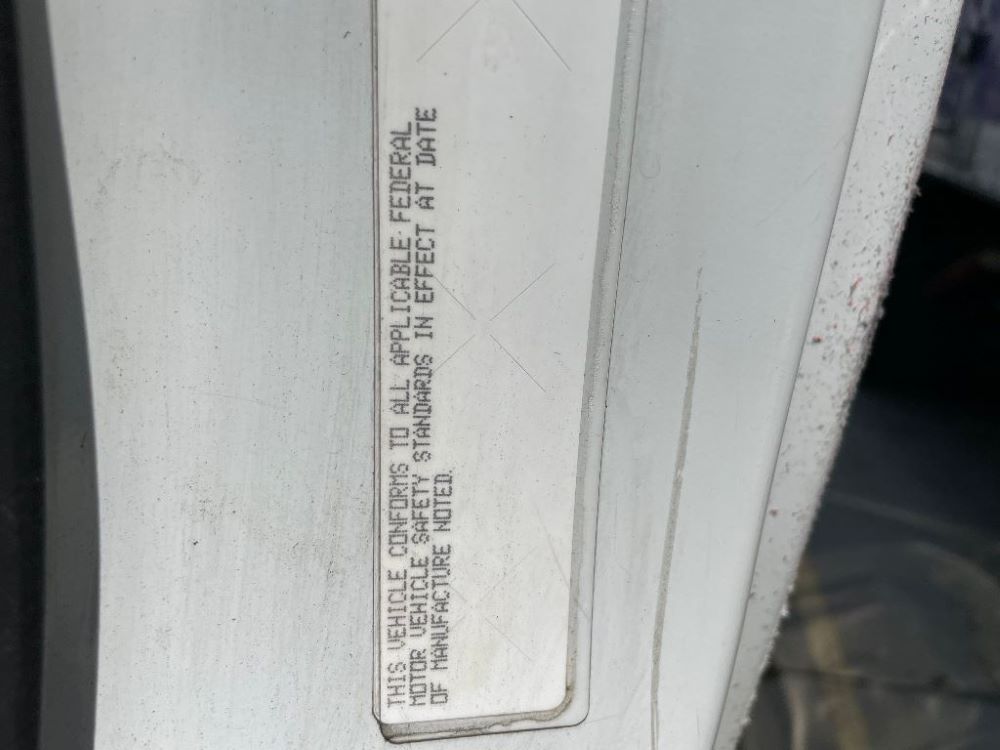 THIS VEHICLE CONFORMS TO ALL APPLICABLE FEDERAL
MOTOR VEHICLE SAFETY STANDARDS IN EFFECT AT DATE
OF MANUFACTURE NOTED.